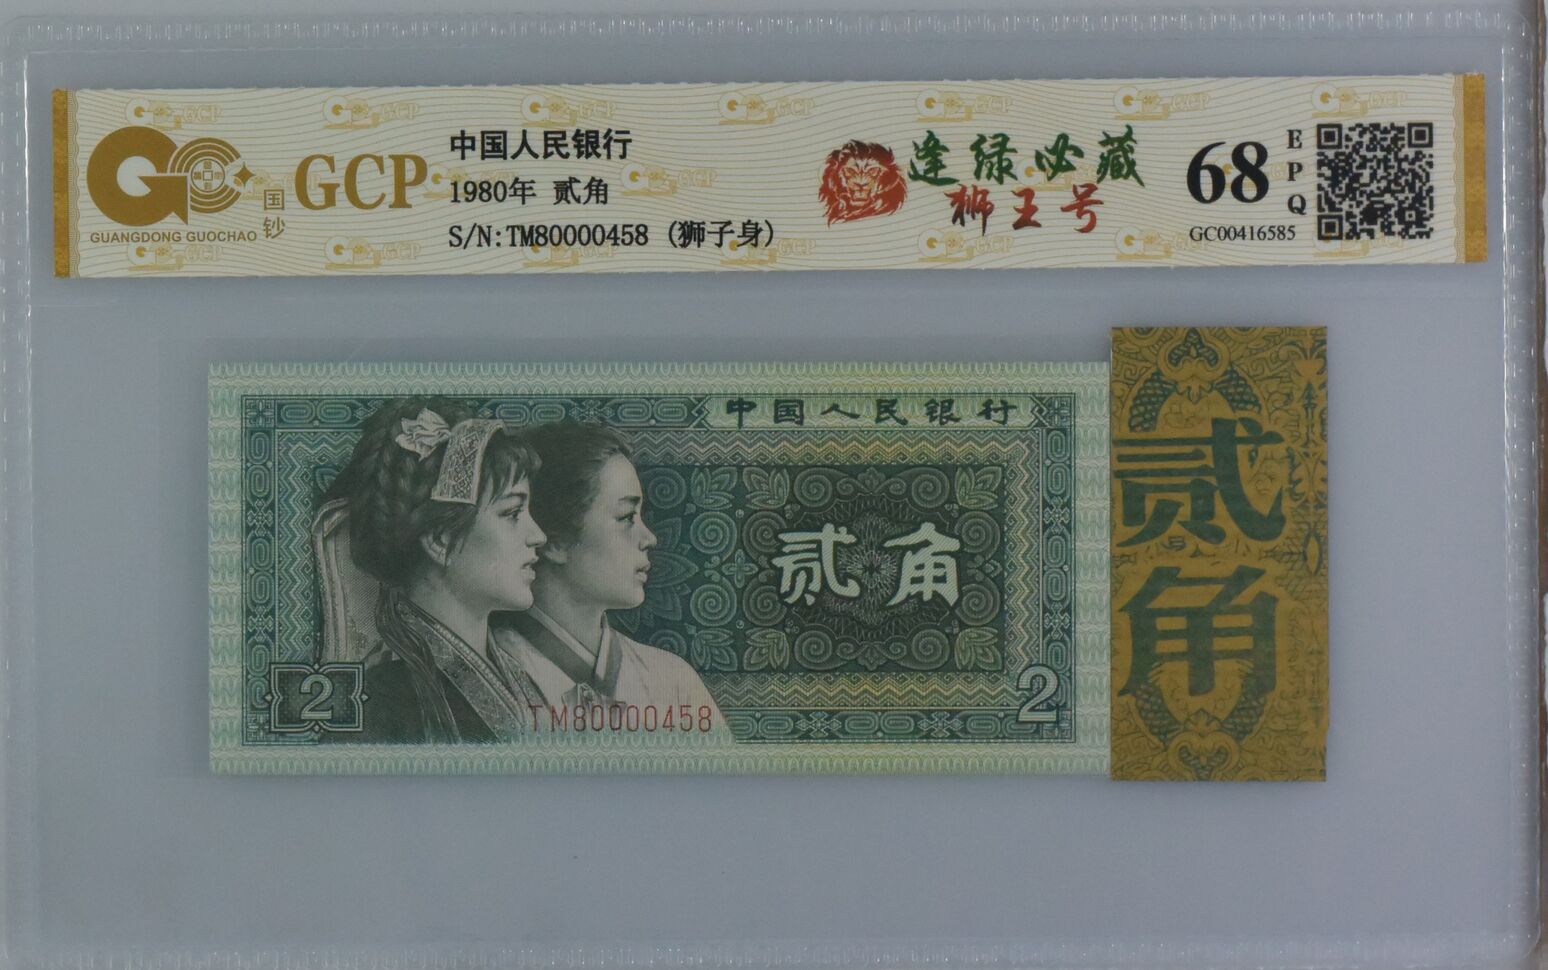 GCP
国钞
GUANGDONG GUOCHAO
中国人民银行
1980年 贰角
S/N:TM80000458 (狮子身)
逢绿必藏
狮王号
68
EPQ
GC00416585
中国人民银行
贰角
2
2
TM80000458
贰角